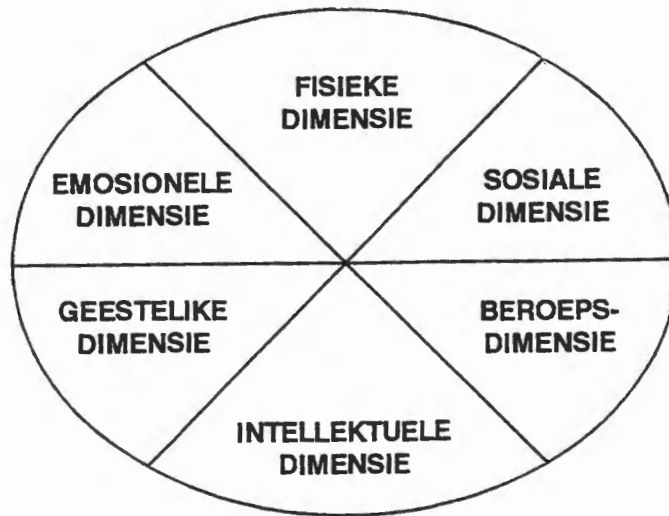 FISIEKE
DIMENSIE
EMOSIONELE
DIMENSIE
SOSIALE
DIMENSIE
GEESTELIKE
DIMENSIE
BEROEPS-
DIMENSIE
INTELLEKTUELE
DIMENSIE